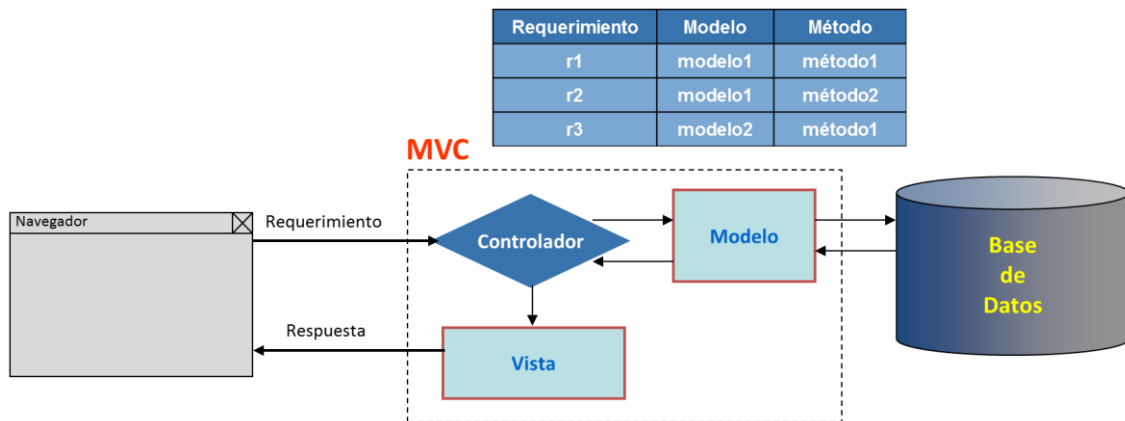 Requerimiento Modelo Método
r1 modelo1 método1
r2 modelo1 método2
r3 modelo2 método1
MVC
Navegador
Requerimiento
Controlador
Modelo
Base
de
Datos
Respuesta
Vista